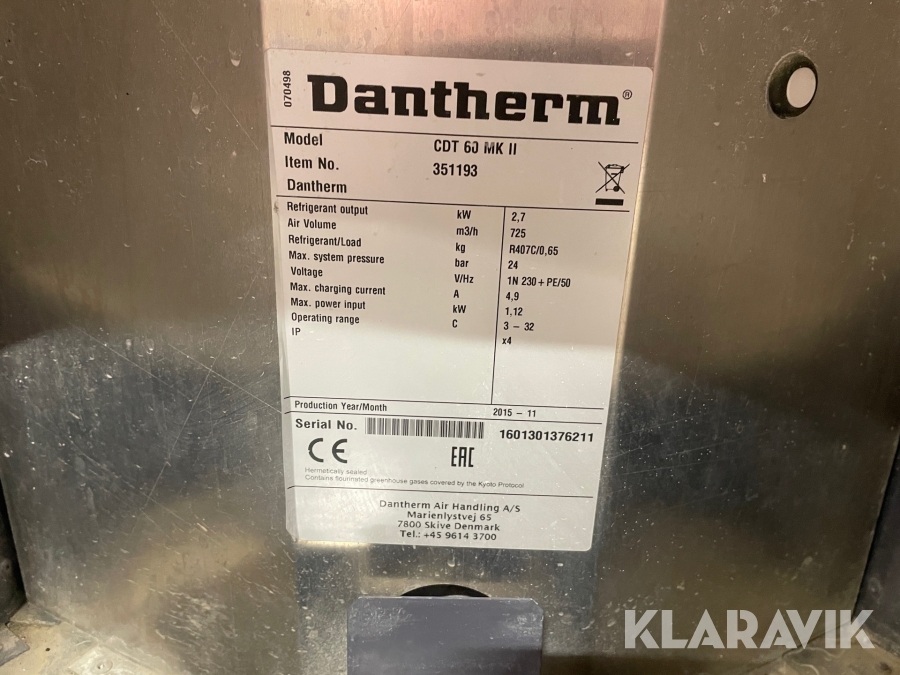 070498
Dantherm®
Model CDT 60 MK II
Item No. 351193
Dantherm
Refrigerant output kW 2,7
Air Volume m3/h 725
Refrigerant/Load kg R407C/0,65
Max. system pressure bar 24
Voltage V/Hz 1N 230 + PE/50
Max. charging current A 4,9
Max. power input kW 1,12
Operating range C 3 – 32
IP x4
Production Year/Month 2015 – 11
Serial No. 1601301376211
CE EAC
Hermetically sealed
Contains flourinated greenhouse gases covered by the Kyoto Protocol
Dantherm Air Handling A/S
Marienlystvej 65
7800 Skive Denmark
Tel.: +45 9614 3700
KLARAVIK